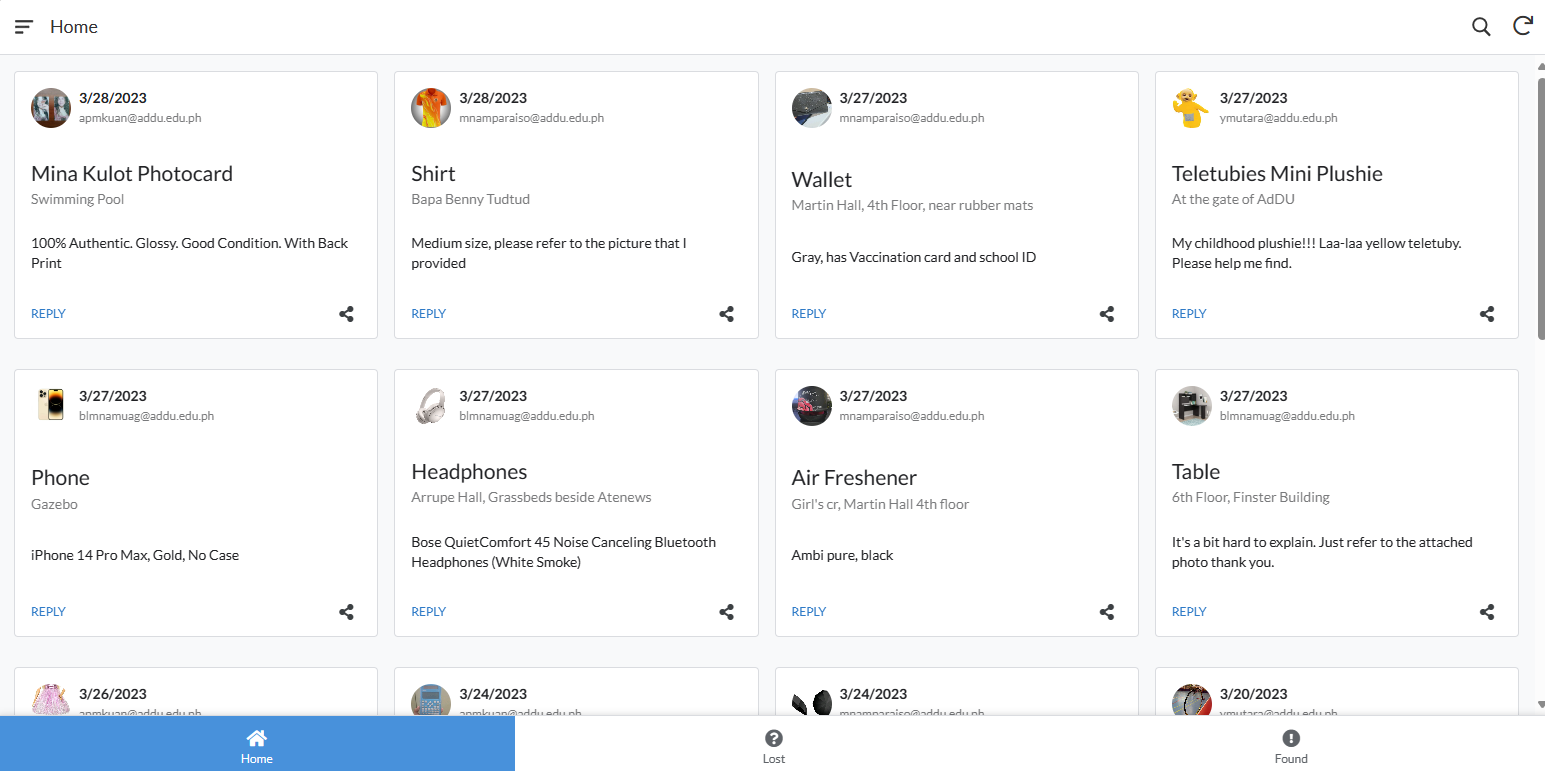 Home
3/28/2023
apmkuan@addu.edu.ph
Mina Kulot Photocard
Swimming Pool
100% Authentic. Glossy. Good Condition. With Back
Print
REPLY
3/28/2023
mnamparaiso@addu.edu.ph
Shirt
Bapa Benny Tudtud
Medium size, please refer to the picture that I
provided
REPLY
3/27/2023
mnamparaiso@addu.edu.ph
Wallet
Martin Hall, 4th Floor, near rubber mats
Gray, has Vaccination card and school ID
REPLY
3/27/2023
ymutara@addu.edu.ph
Teletubies Mini Plushie
At the gate of AdDU
My childhood plushie!!! Laa-laa yellow teletuby.
Please help me find.
REPLY
3/27/2023
blmnamuag@addu.edu.ph
Phone
Gazebo
iPhone 14 Pro Max, Gold, No Case
REPLY
3/27/2023
blmnamuag@addu.edu.ph
Headphones
Arrupe Hall, Grassbeds beside Atenews
Bose QuietComfort 45 Noise Canceling Bluetooth
Headphones (White Smoke)
REPLY
3/27/2023
mnamparaiso@addu.edu.ph
Air Freshener
Girl's cr, Martin Hall 4th floor
Ambi pure, black
REPLY
3/27/2023
blmnamuag@addu.edu.ph
Table
6th Floor, Finster Building
It's a bit hard to explain. Just refer to the attached
photo thank you.
REPLY
3/26/2023
apmkuan@addu.edu.ph
3/24/2023
apmkuan@addu.edu.ph
3/24/2023
mnamparaiso@addu.edu.ph
3/20/2023
ymutara@addu.edu.ph
Home
Lost
Found